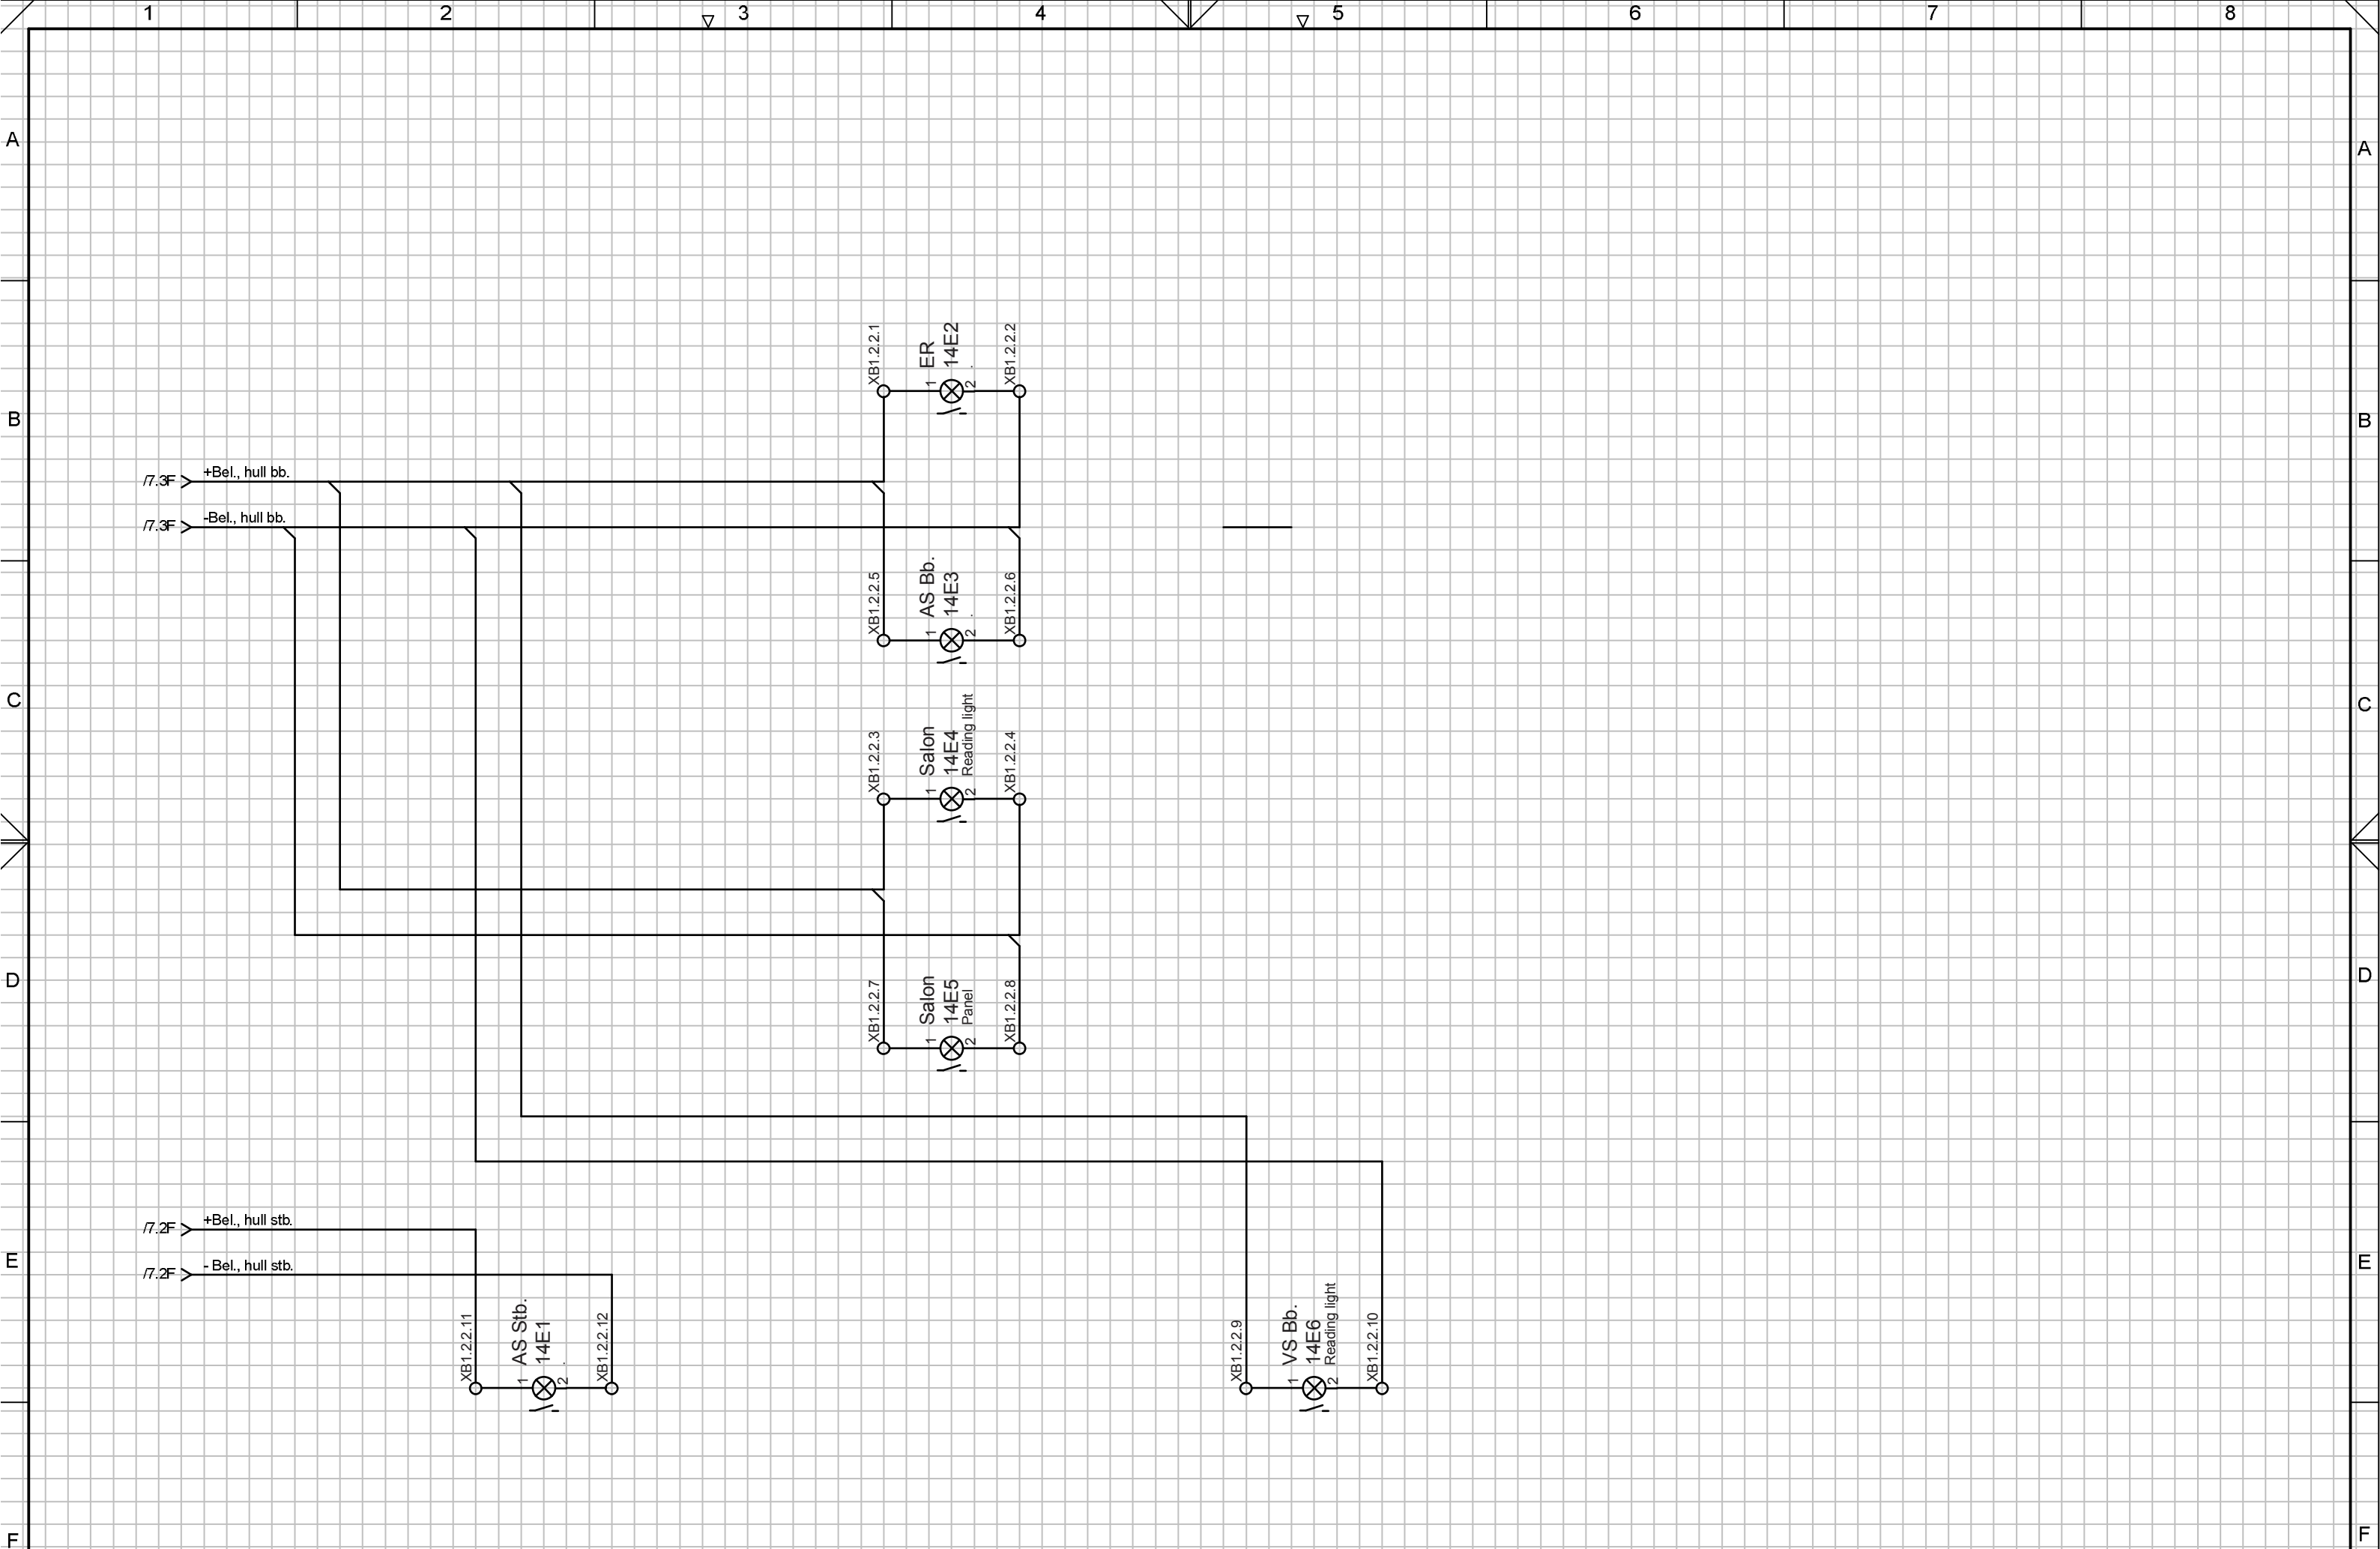 1 2 3 4 5 6 7 8
A A
XB1.2.2.1
ER
14E2
.
XB1.2.2.2
1 2
B B
/7.3F +Bel., hull bb.
/7.3F -Bel., hull bb.
XB1.2.2.5
AS Bb.
14E3
.
XB1.2.2.6
1 2
C C
XB1.2.2.3
Salon
14E4
Reading light
XB1.2.2.4
1 2
D D
XB1.2.2.7
Salon
14E5
Panel
XB1.2.2.8
1 2
/7.2F +Bel., hull stb.
E E
/7.2F - Bel., hull stb.
XB1.2.2.11
AS Stb.
14E1
.
XB1.2.2.12
1 2
XB1.2.2.9
VS Bb.
14E6
Reading light
XB1.2.2.10
1 2
F F